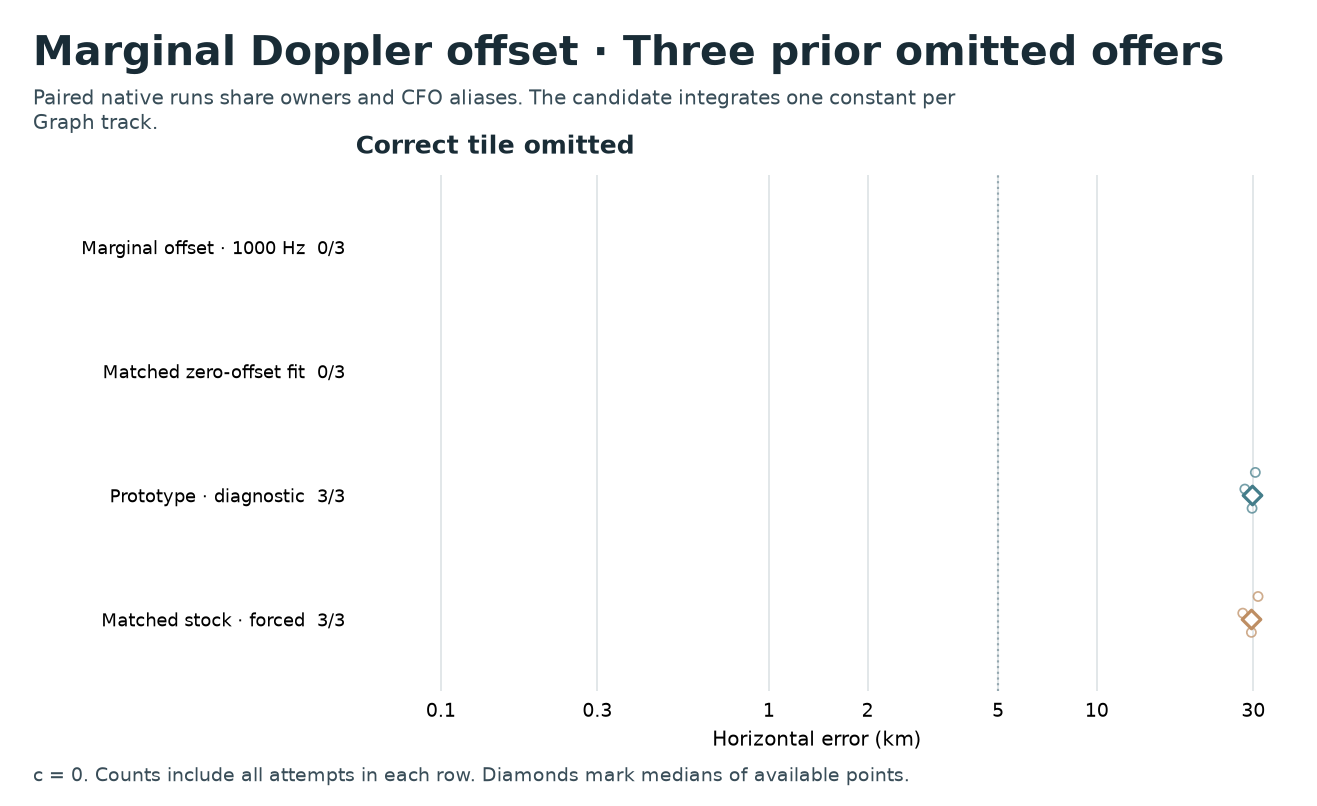 Marginal Doppler offset · Three prior omitted offers
Paired native runs share owners and CFO aliases. The candidate integrates one constant per
Graph track.
Correct tile omitted
Marginal offset · 1000 Hz 0/3
Matched zero-offset fit 0/3
Prototype · diagnostic 3/3
Matched stock · forced 3/3
0.1 0.3 1 2 5 10 30
Horizontal error (km)
c = 0. Counts include all attempts in each row. Diamonds mark medians of available points.